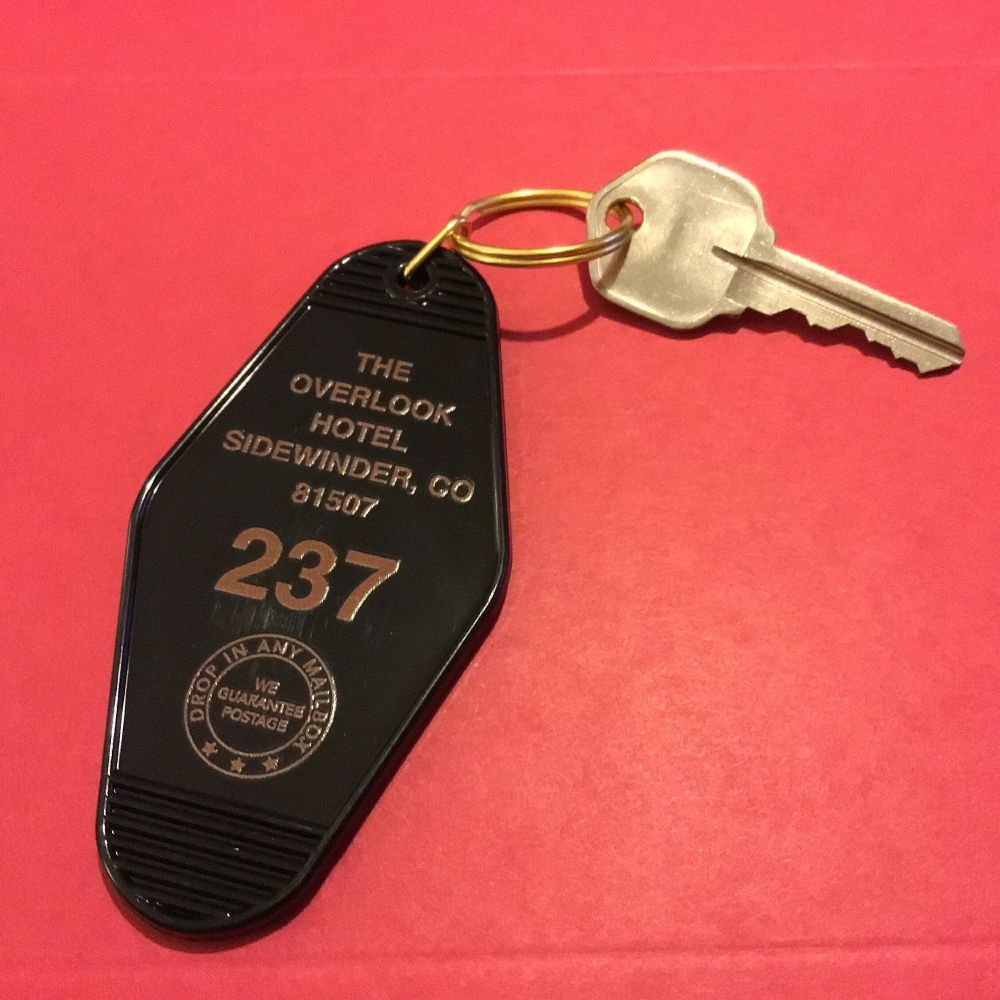 THE
OVERLOOK
HOTEL
SIDEWINDER, CO
81507
237
DROP IN ANY MAILBOX
WE
GUARANTEE
POSTAGE